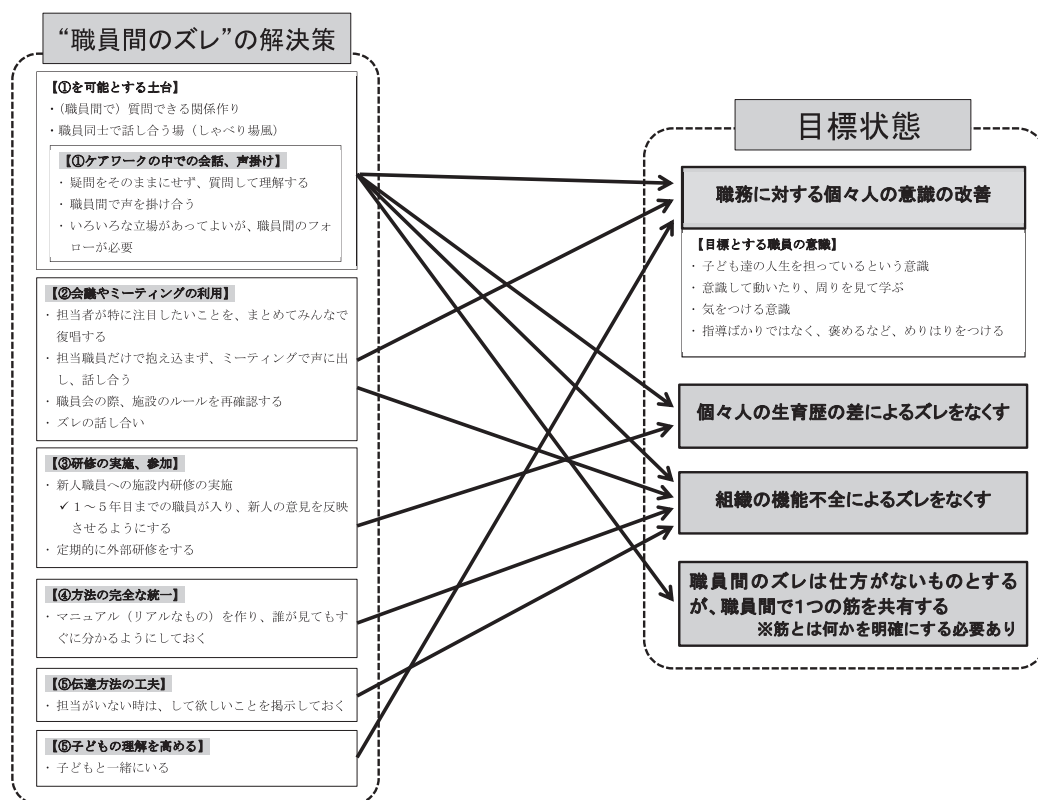 “職員間のズレ”の解決策
【①を可能とする土台】
・（職員間で）質問できる関係作り
・職員同士で話し合う場（しゃべり場風）
【①ケアワークの中での会話、声掛け】
・ 疑問をそのままにせず、質問して理解する
・ 職員間で声を掛け合う
・ いろいろな立場があってよいが、職員間のフォ
ローが必要
【②会議やミーティングの利用】
・ 担当者が特に注目したいことを、まとめてみんなで
復唱する
・ 担当職員だけで抱え込まず、ミーティングで声に出
し、話し合う
・ 職員会の際、施設のルールを再確認する
・ ズレの話し合い
【③研修の実施、参加】
・ 新人職員への施設内研修の実施
✓ １～５年目までの職員が入り、新人の意見を反映
させるようにする
・ 定期的に外部研修をする
【④方法の完全な統一】
・ マニュアル（リアルなもの）を作り、誰が見てもす
ぐに分かるようにしておく
【⑤伝達方法の工夫】
・ 担当がいない時は、して欲しいことを掲示しておく
【⑤子どもの理解を高める】
・ 子どもと一緒にいる
目標状態
職務に対する個々人の意識の改善
【目標とする職員の意識】
・ 子ども達の人生を担っているという意識
・ 意識して動いたり、周りを見て学ぶ
・ 気をつける意識
・ 指導ばかりではなく、褒めるなど、めりはりをつける
個々人の生育歴の差によるズレをなくす
組織の機能不全によるズレをなくす
職員間のズレは仕方がないものとする
が、職員間で１つの筋を共有する
※筋とは何かを明確にする必要あり